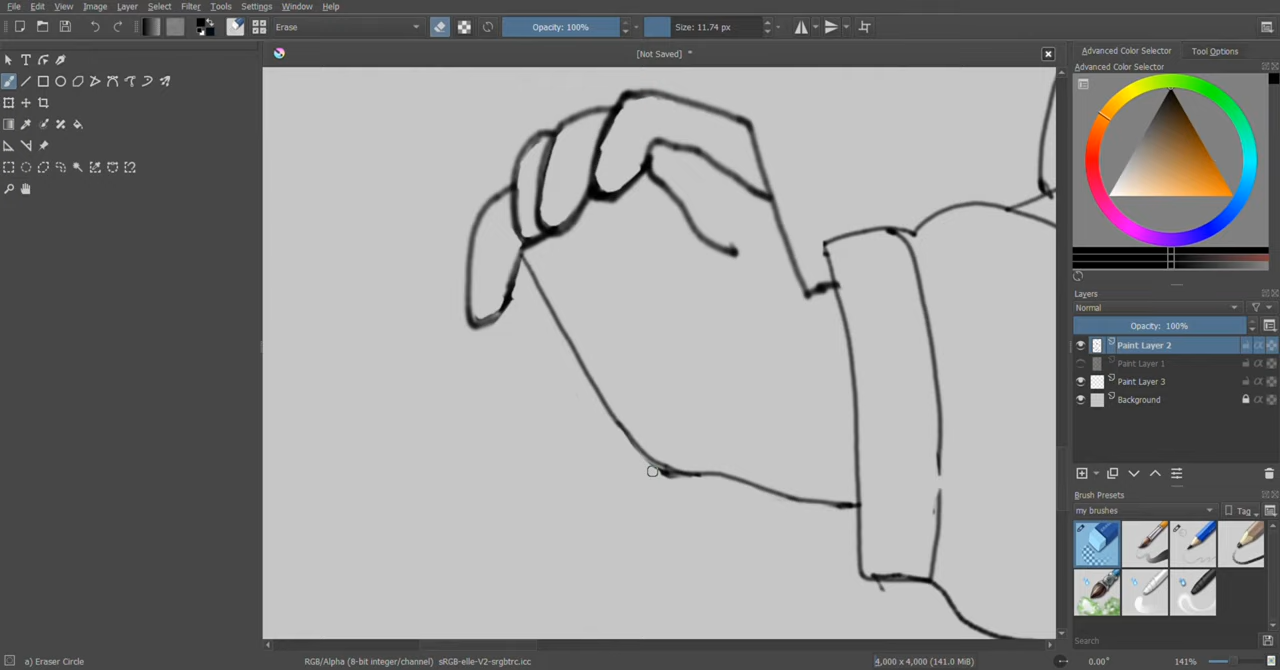 File Edit View Image Layer Select Filter Tools Settings Window Help
Erase Opacity: 100% Size: 11.74 px
[Not Saved] *
Advanced Color Selector Tool Options
Advanced Color Selector
Layers
Normal
Opacity: 100%
Paint Layer 2
Paint Layer 1
Paint Layer 3
Background
Brush Presets
my brushes Tag
Search
a) Eraser Circle RGB/Alpha (8-bit integer/channel) sRGB-elle-V2-srgbtrc.icc 4,000 x 4,000 (141.0 MiB) 0.00° 141%